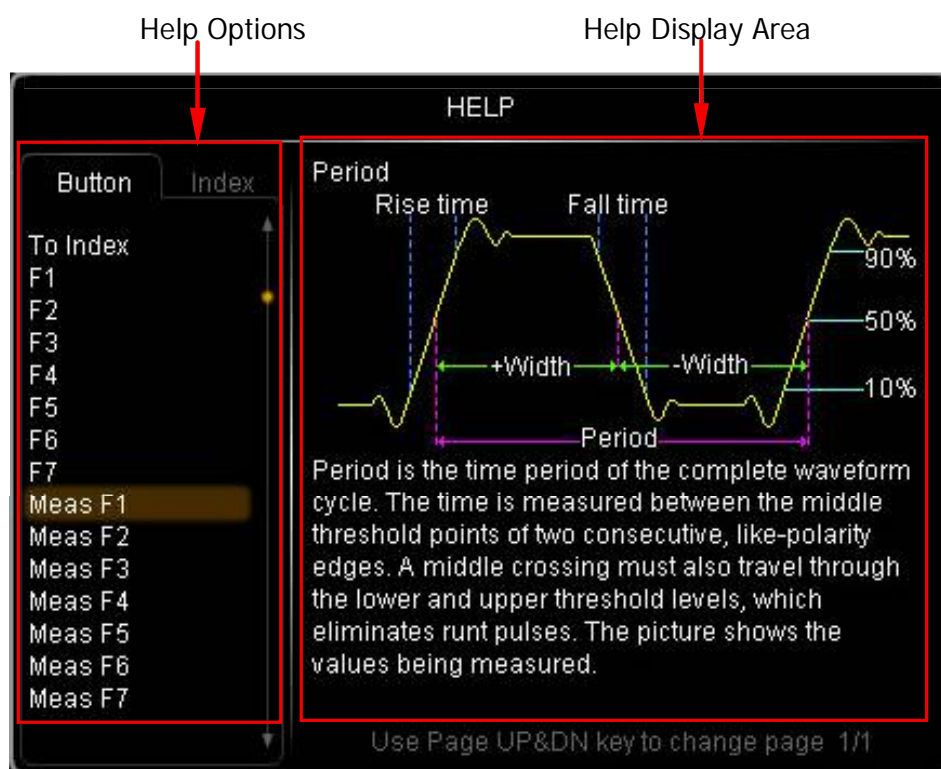 Help Options
Help Display Area
HELP
Button
Index
To Index
F1
F2
F3
F4
F5
F6
F7
Meas F1
Meas F2
Meas F3
Meas F4
Meas F5
Meas F6
Meas F7
Period
Rise time
Fall time
90%
50%
+Width
-Width
10%
Period
Period is the time period of the complete waveform
cycle. The time is measured between the middle
threshold points of two consecutive, like-polarity
edges. A middle crossing must also travel through
the lower and upper threshold levels, which
eliminates runt pulses. The picture shows the
values being measured.
Use Page UP&DN key to change page 1/1